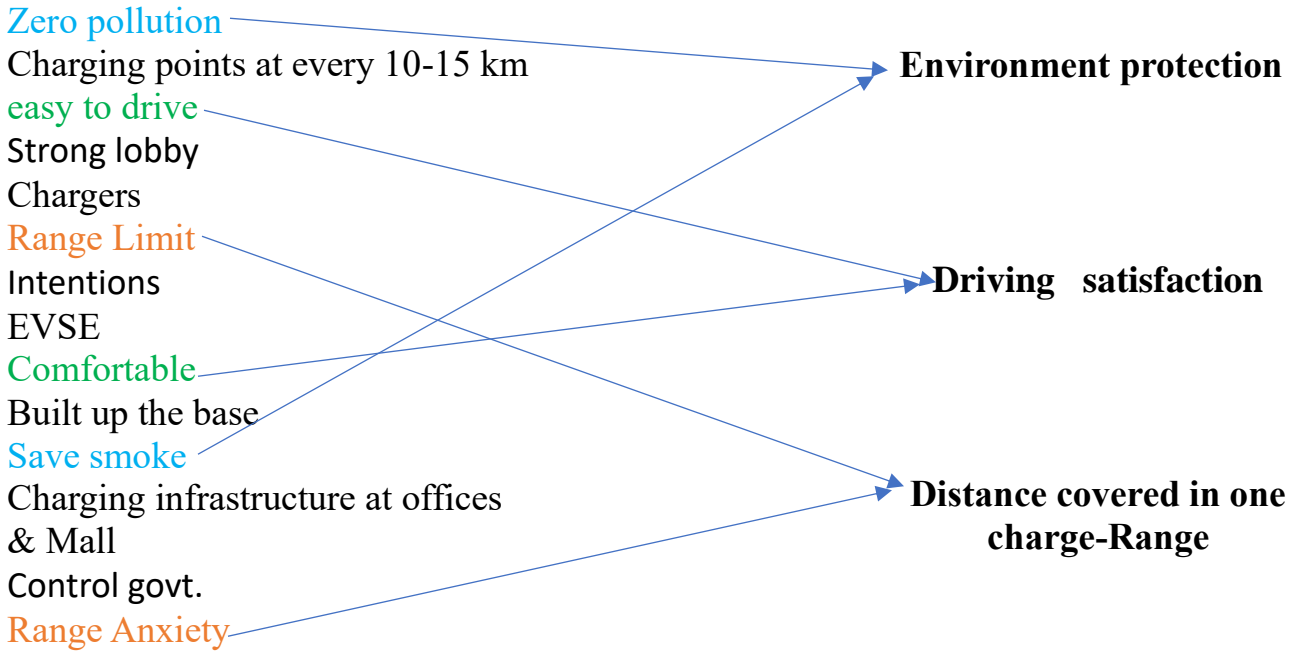 Zero pollution
Charging points at every 10-15 km
easy to drive
Strong lobby
Chargers
Range Limit
Intentions
EVSE
Comfortable
Built up the base
Save smoke
Charging infrastructure at offices
& Mall
Control govt.
Range Anxiety
Environment protection
Driving satisfaction
Distance covered in one
charge-Range